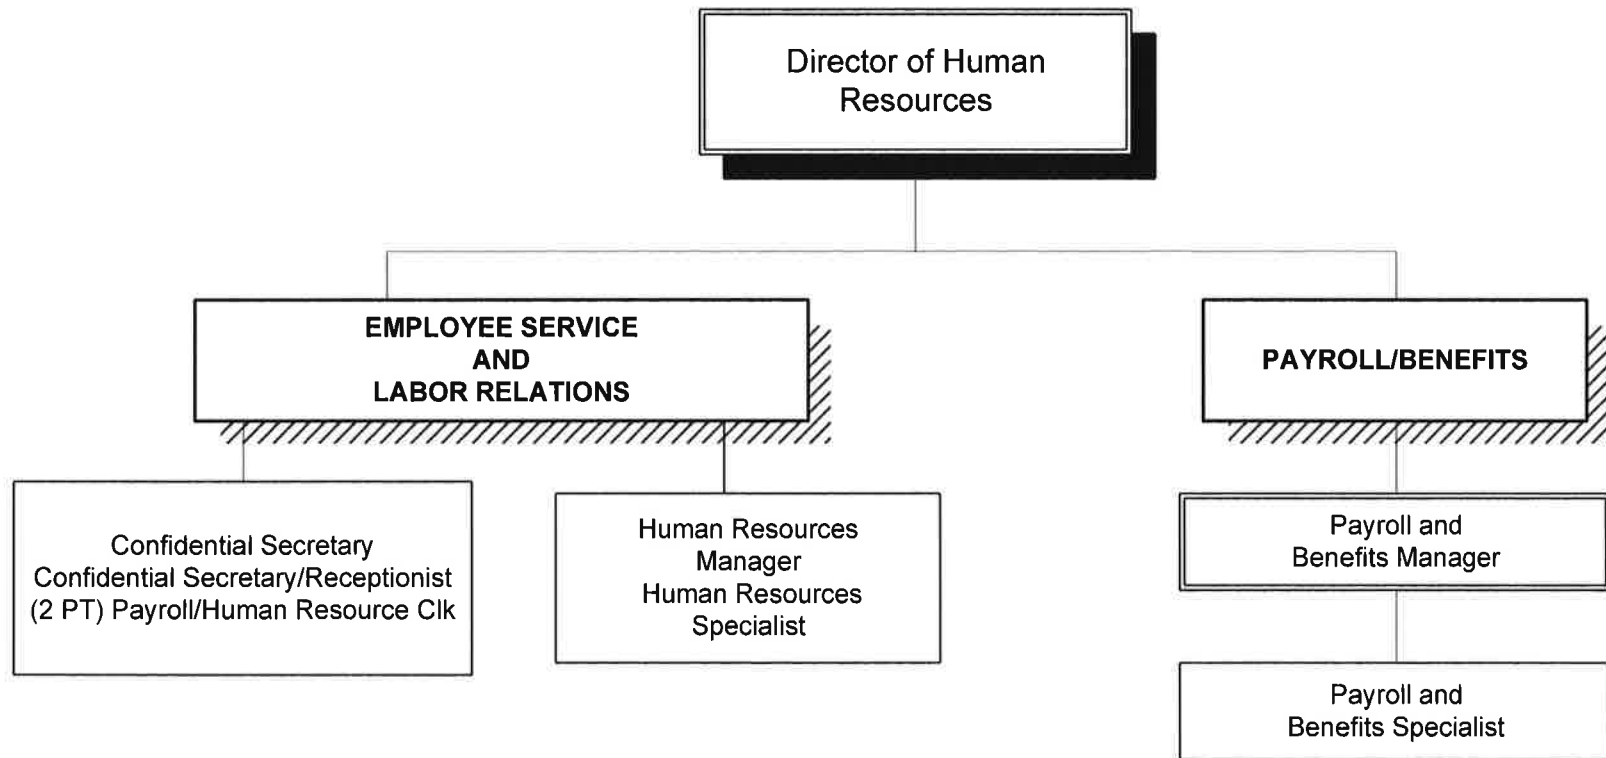 Director of Human
Resources
EMPLOYEE SERVICE
AND
LABOR RELATIONS
PAYROLL/BENEFITS
Confidential Secretary
Confidential Secretary/Receptionist
(2 PT) Payroll/Human Resource Clk
Human Resources
Manager
Human Resources
Specialist
Payroll and
Benefits Manager
Payroll and
Benefits Specialist